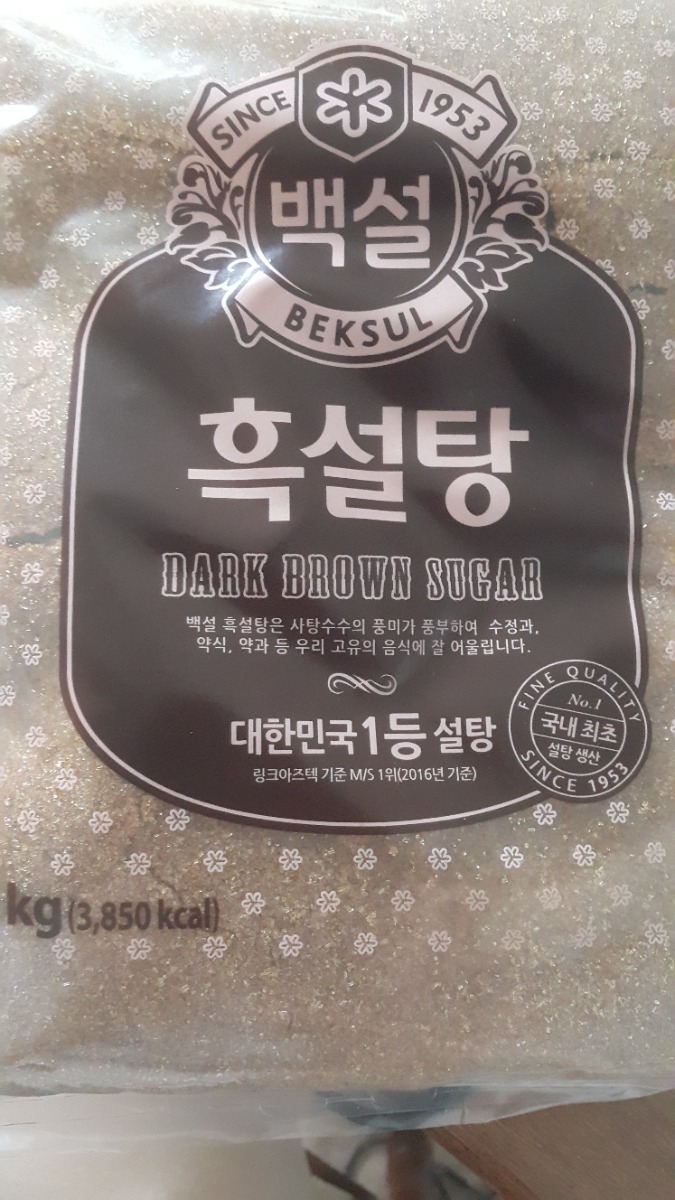 SINCE 1953
백설
BEKSUL
흑설탕
DARK BROWN SUGAR
백설 흑설탕은 사탕수수의 풍미가 풍부하여 수정과,
약식, 약과 등 우리 고유의 음식에 잘 어울립니다.
대한민국1등 설탕
링크아즈텍 기준 M/S 1위(2016년 기준)
FINE QUALITY
No.1
국내 최초
설탕 생산
SINCE 1953
kg (3,850 kcal)